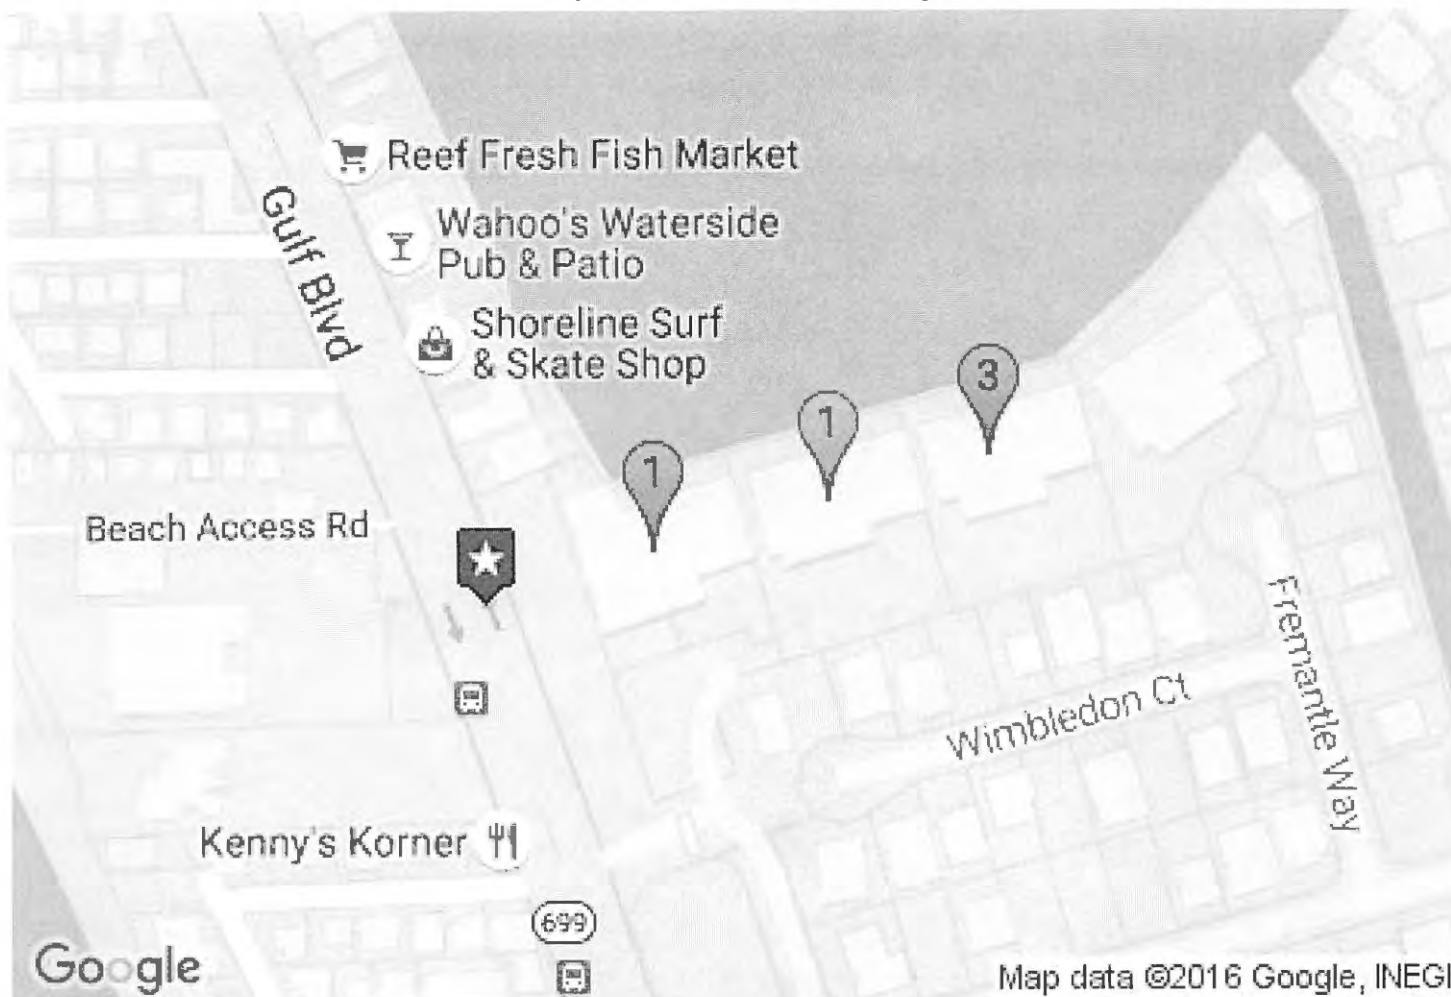 Reef Fresh Fish Market
Gulf Blvd
Wahoo's Waterside
Pub & Patio
Shoreline Surf
& Skate Shop
3
1
1
Beach Access Rd
Fremantle Way
Wimbledon Ct
Kenny's Korner
699
Google
Map data ©2016 Google, INEGI